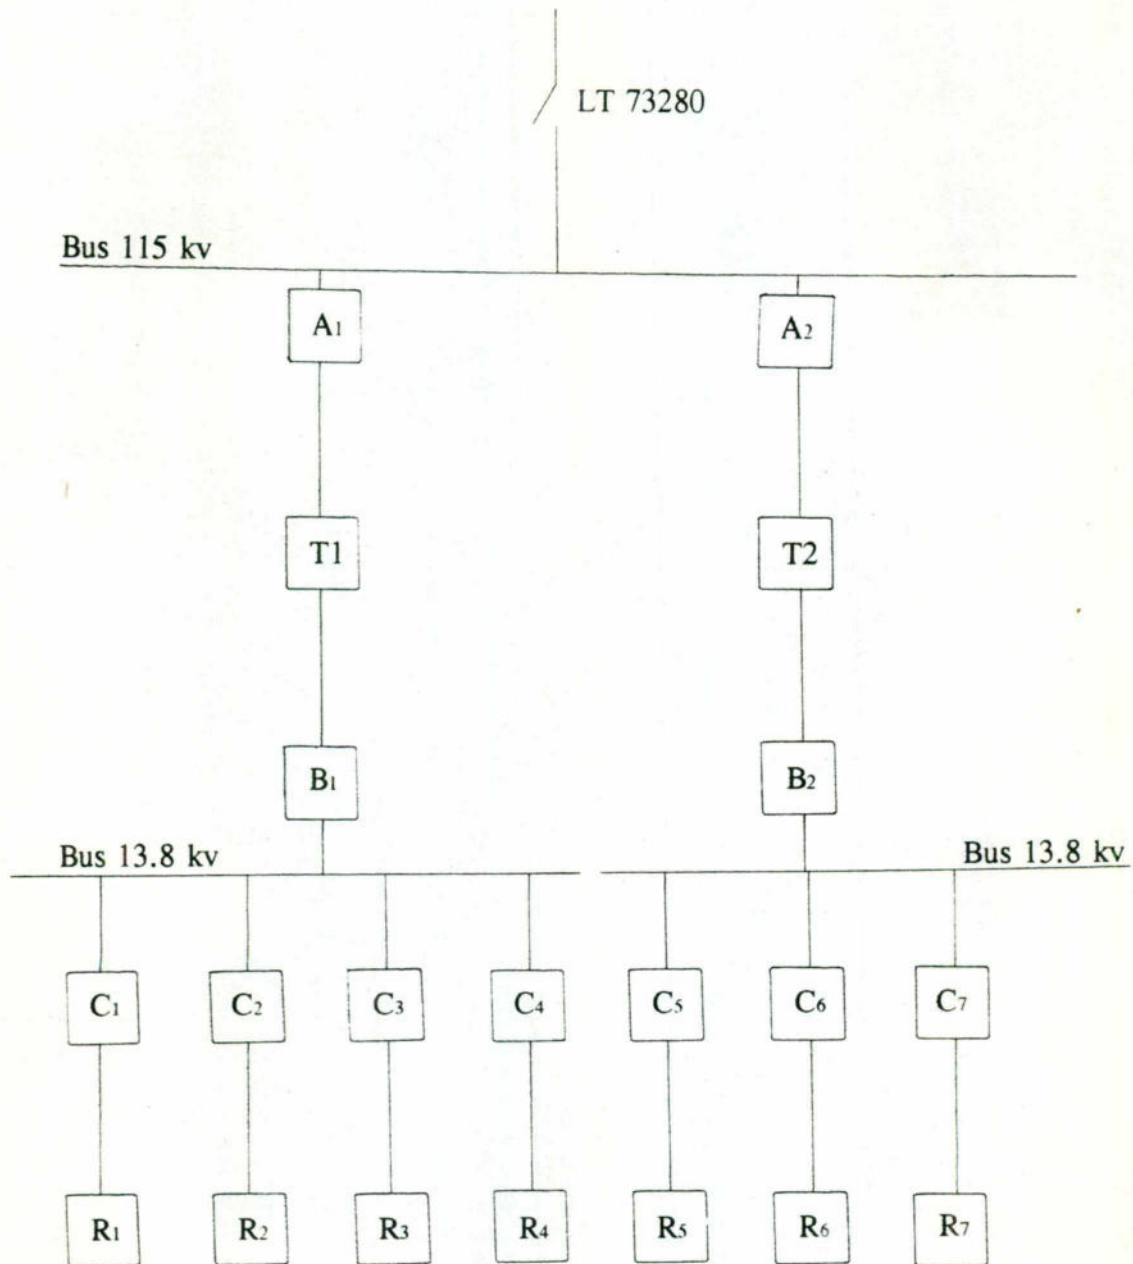 LT 73280
Bus 115 kv
A1 A2
T1 T2
B1 B2
Bus 13.8 kv Bus 13.8 kv
C1 C2 C3 C4 C5 C6 C7
R1 R2 R3 R4 R5 R6 R7